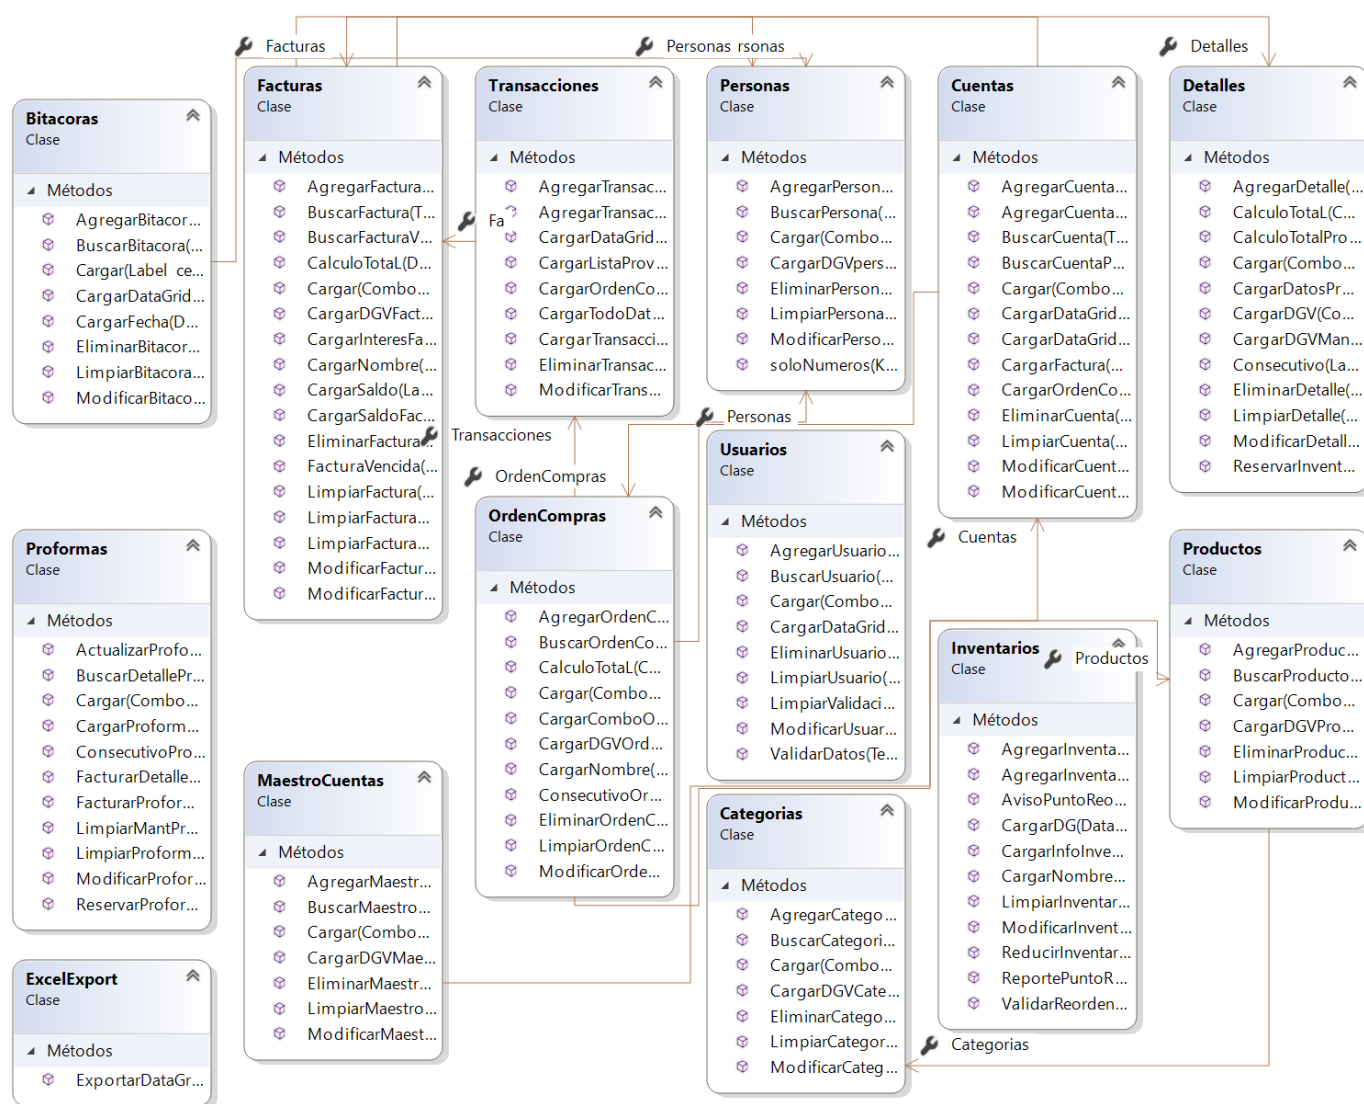 Facturas
Personas rsonas
Detalles
Bitacoras
Clase
Métodos
AgregarBitacor...
BuscarBitacora(...
Cargar(Label ce...
CargarDataGrid...
CargarFecha(D...
EliminarBitacor...
LimpiarBitacora...
ModificarBitaco...
Facturas
Clase
Métodos
AgregarFactura...
BuscarFactura(T...
BuscarFacturaV...
CalculoTotaL(D...
Cargar(Combo...
CargarDGVFact...
CargarInteresFa...
CargarNombre(...
CargarSaldo(La...
CargarSaldoFac...
EliminarFactura...
FacturaVencida(...
LimpiarFactura(...
LimpiarFactura...
LimpiarFactura...
ModificarFactur...
ModificarFactur...
Fa
Transacciones
Clase
Métodos
AgregarTransac...
AgregarTransac...
CargarDataGrid...
CargarListaProv...
CargarOrdenCo...
CargarTodoDat...
CargarTransacci...
EliminarTransac...
ModificarTrans...
Personas
Clase
Métodos
AgregarPerson...
BuscarPersona(...
Cargar(Combo...
CargarDGVpers...
EliminarPerson...
LimpiarPersona...
ModificarPerso...
soloNumeros(K...
Cuentas
Clase
Métodos
AgregarCuenta...
AgregarCuenta...
BuscarCuenta(T...
BuscarCuentaP...
Cargar(Combo...
CargarDataGrid...
CargarDataGrid...
CargarFactura(...
CargarOrdenCo...
EliminarCuenta(...
LimpiarCuenta(...
ModificarCuent...
ModificarCuent...
Detalles
Clase
Métodos
AgregarDetalle(...
CalculoTotaL(C...
CalculoTotalPro...
Cargar(Combo...
CargarDatosPr...
CargarDGV(Co...
CargarDGVMan...
Consecutivo(La...
EliminarDetalle(...
LimpiarDetalle(...
ModificarDetall...
ReservarInvent...
Transacciones
OrdenCompras
Personas
Cuentas
Proformas
Clase
Métodos
ActualizarProfo...
BuscarDetallePr...
Cargar(Combo...
CargarProform...
ConsecutivoPro...
FacturarDetalle...
FacturarProfor...
LimpiarMantPr...
LimpiarProform...
ModificarProfor...
ReservarProfor...
OrdenCompras
Clase
Métodos
AgregarOrdenC...
BuscarOrdenCo...
CalculoTotaL(C...
Cargar(Combo...
CargarComboO...
CargarDGVOrd...
CargarNombre(...
ConsecutivoOr...
EliminarOrdenC...
LimpiarOrdenC...
ModificarOrde...
Usuarios
Clase
Métodos
AgregarUsuario...
BuscarUsuario(...
Cargar(Combo...
CargarDataGrid...
EliminarUsuario...
LimpiarUsuario(...
LimpiarValidaci...
ModificarUsuar...
ValidarDatos(Te...
Inventarios
Clase
Productos
Métodos
AgregarInventa...
AgregarInventa...
AvisoPuntoReo...
CargarDG(Data...
CargarInfoInve...
CargarNombre...
LimpiarInventar...
ModificarInvent...
ReducirInventar...
ReportePuntoR...
ValidarReorden...
Productos
Clase
Métodos
AgregarProduc...
BuscarProducto...
Cargar(Combo...
CargarDGVPro...
EliminarProduc...
LimpiarProduct...
ModificarProdu...
MaestroCuentas
Clase
Métodos
AgregarMaestr...
BuscarMaestro...
Cargar(Combo...
CargarDGVMae...
EliminarMaestr...
LimpiarMaestro...
ModificarMaest...
Categorias
Clase
Métodos
AgregarCatego...
BuscarCategori...
Cargar(Combo...
CargarDGVCate...
EliminarCatego...
LimpiarCategor...
ModificarCateg...
Categorias
ExcelExport
Clase
Métodos
ExportarDataGr...